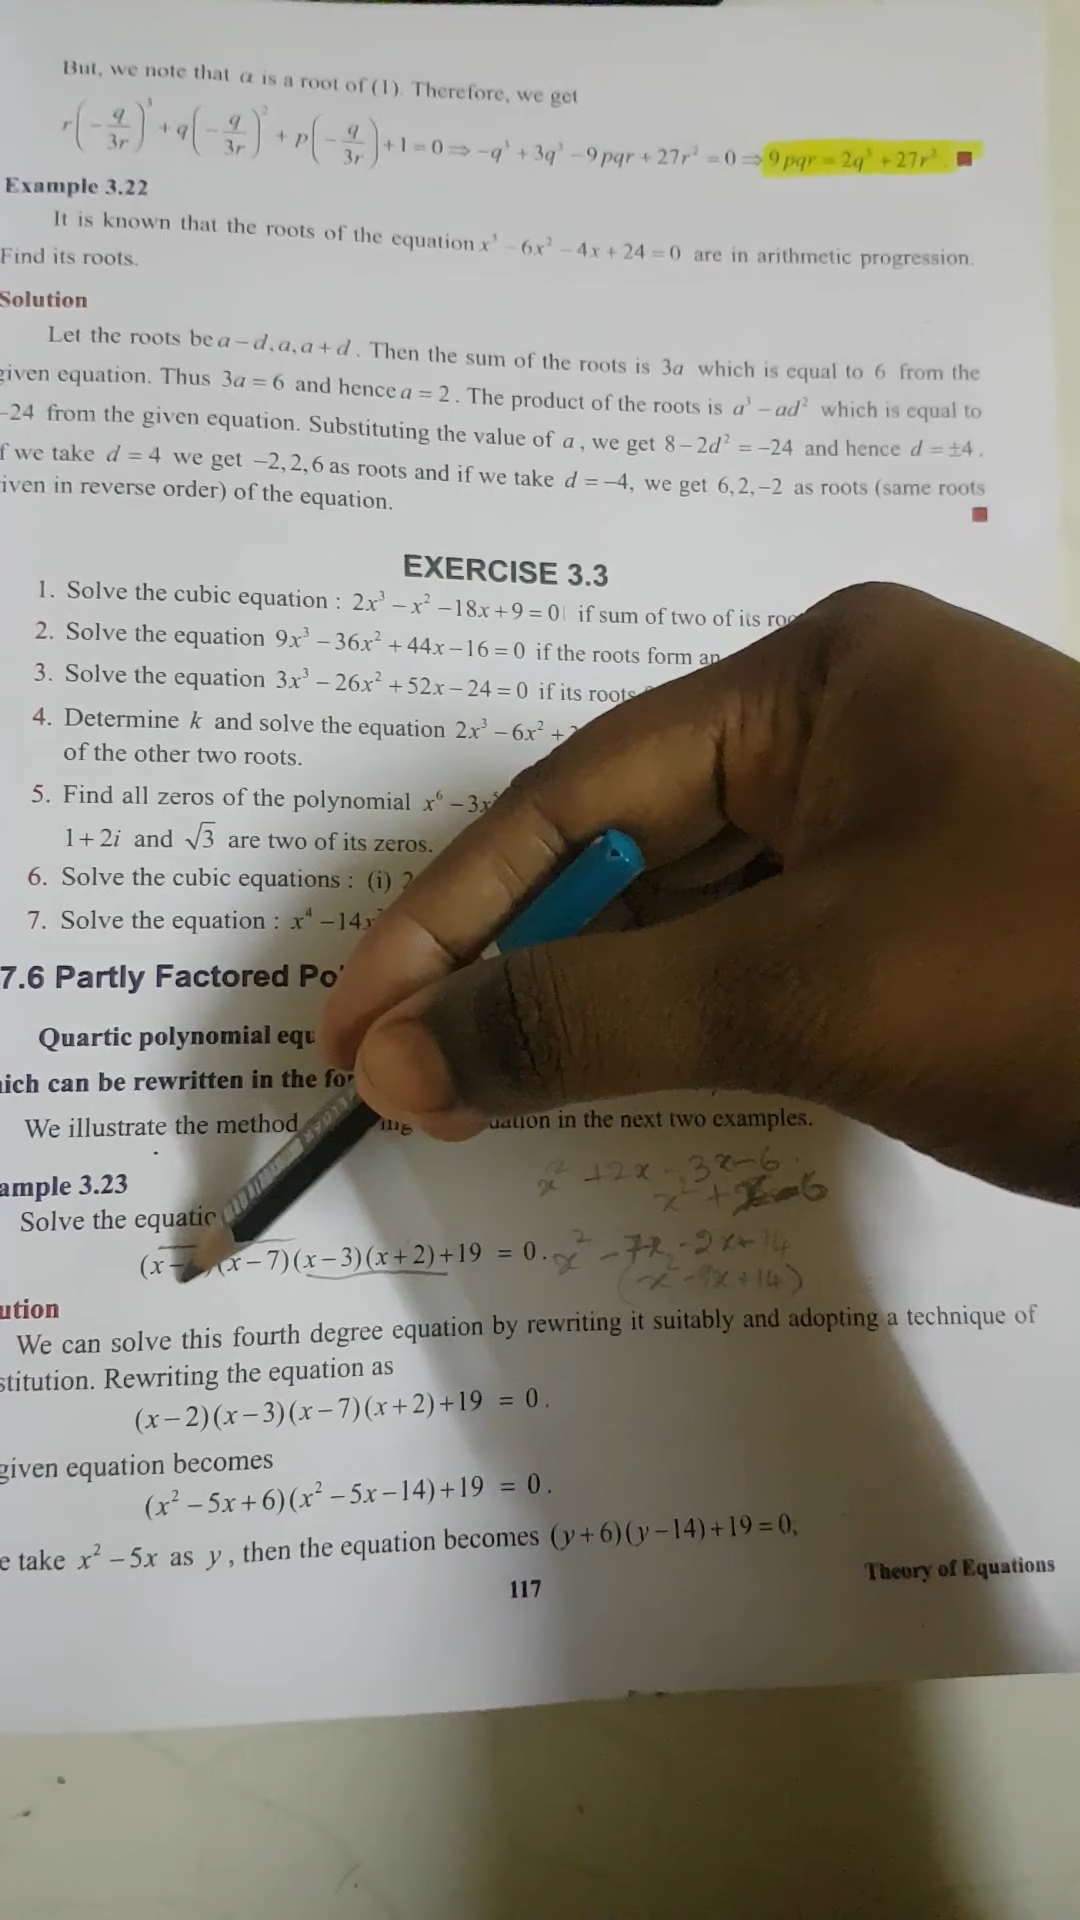 But, we note that α is a root of (1). Therefore, we get
r(−q/3r)³ + q(−q/3r)² + p(−q/3r) + 1 = 0 ⇒ −q³ + 3q³ − 9pqr + 27r² = 0 ⇒ 9pqr = 2q³ + 27r². ■
Example 3.22
It is known that the roots of the equation x³ − 6x² − 4x + 24 = 0 are in arithmetic progression.
Find its roots.
Solution
Let the roots be a − d, a, a + d. Then the sum of the roots is 3a which is equal to 6 from the
given equation. Thus 3a = 6 and hence a = 2. The product of the roots is a³ − ad² which is equal to
−24 from the given equation. Substituting the value of a, we get 8 − 2d² = −24 and hence d = ±4.
f we take d = 4 we get −2, 2, 6 as roots and if we take d = −4, we get 6, 2, −2 as roots (same roots
iven in reverse order) of the equation. ■
EXERCISE 3.3
1. Solve the cubic equation : 2x³ − x² − 18x + 9 = 0 if sum of two of its
2. Solve the equation 9x³ − 36x² + 44x − 16 = 0 if the roots form an
3. Solve the equation 3x³ − 26x² + 52x − 24 = 0 if its roots
4. Determine k and solve the equation 2x³ − 6x² +
of the other two roots.
5. Find all zeros of the polynomial x⁶ − 3x
1 + 2i and √3 are two of its zeros.
6. Solve the cubic equations : (i) 2
7. Solve the equation : x⁴ − 14x
7.6 Partly Factored Po
Quartic polynomial equ
ich can be rewritten in the for
We illustrate the method in the next two examples.
x² + 2x − 3x − 6
ample 3.23
Solve the equatio
(x − (x − 7)(x − 3)(x + 2) + 19 = 0. x² − 7x − 2x + 14
(x² − 9x + 14)
ution
We can solve this fourth degree equation by rewriting it suitably and adopting a technique of
stitution. Rewriting the equation as
(x − 2)(x − 3)(x − 7)(x + 2) + 19 = 0.
given equation becomes
(x² − 5x + 6)(x² − 5x − 14) + 19 = 0.
e take x² − 5x as y, then the equation becomes (y + 6)(y − 14) + 19 = 0;
117
Theory of Equations